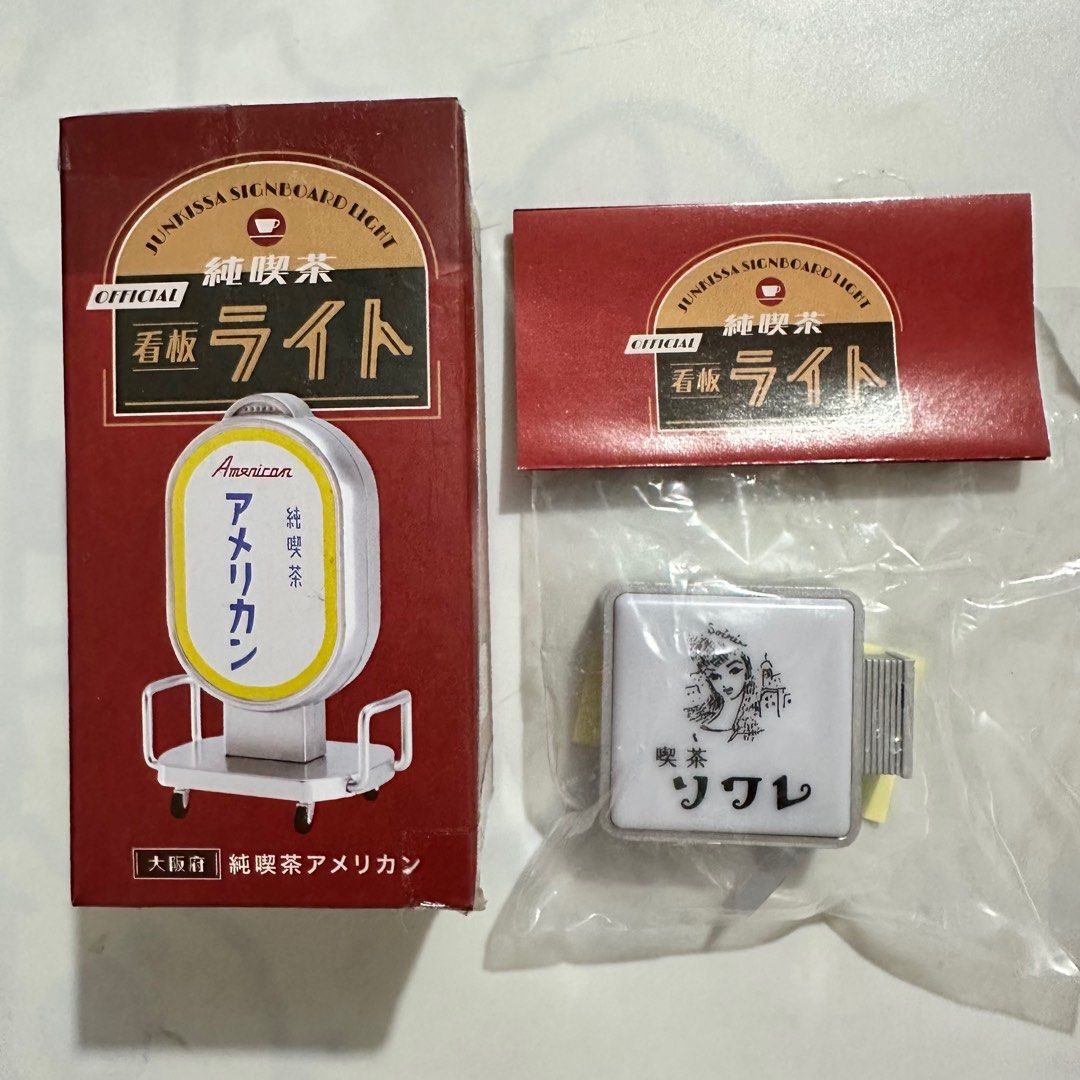 JUNKISSA SIGNBOARD LIGHT
純喫茶
OFFICIAL
看板 ライト
American
純喫茶
アメリカン
大阪府 純喫茶アメリカン
JUNKISSA SIGNBOARD LIGHT
純喫茶
OFFICIAL
看板 ライト
喫茶
ソワレ